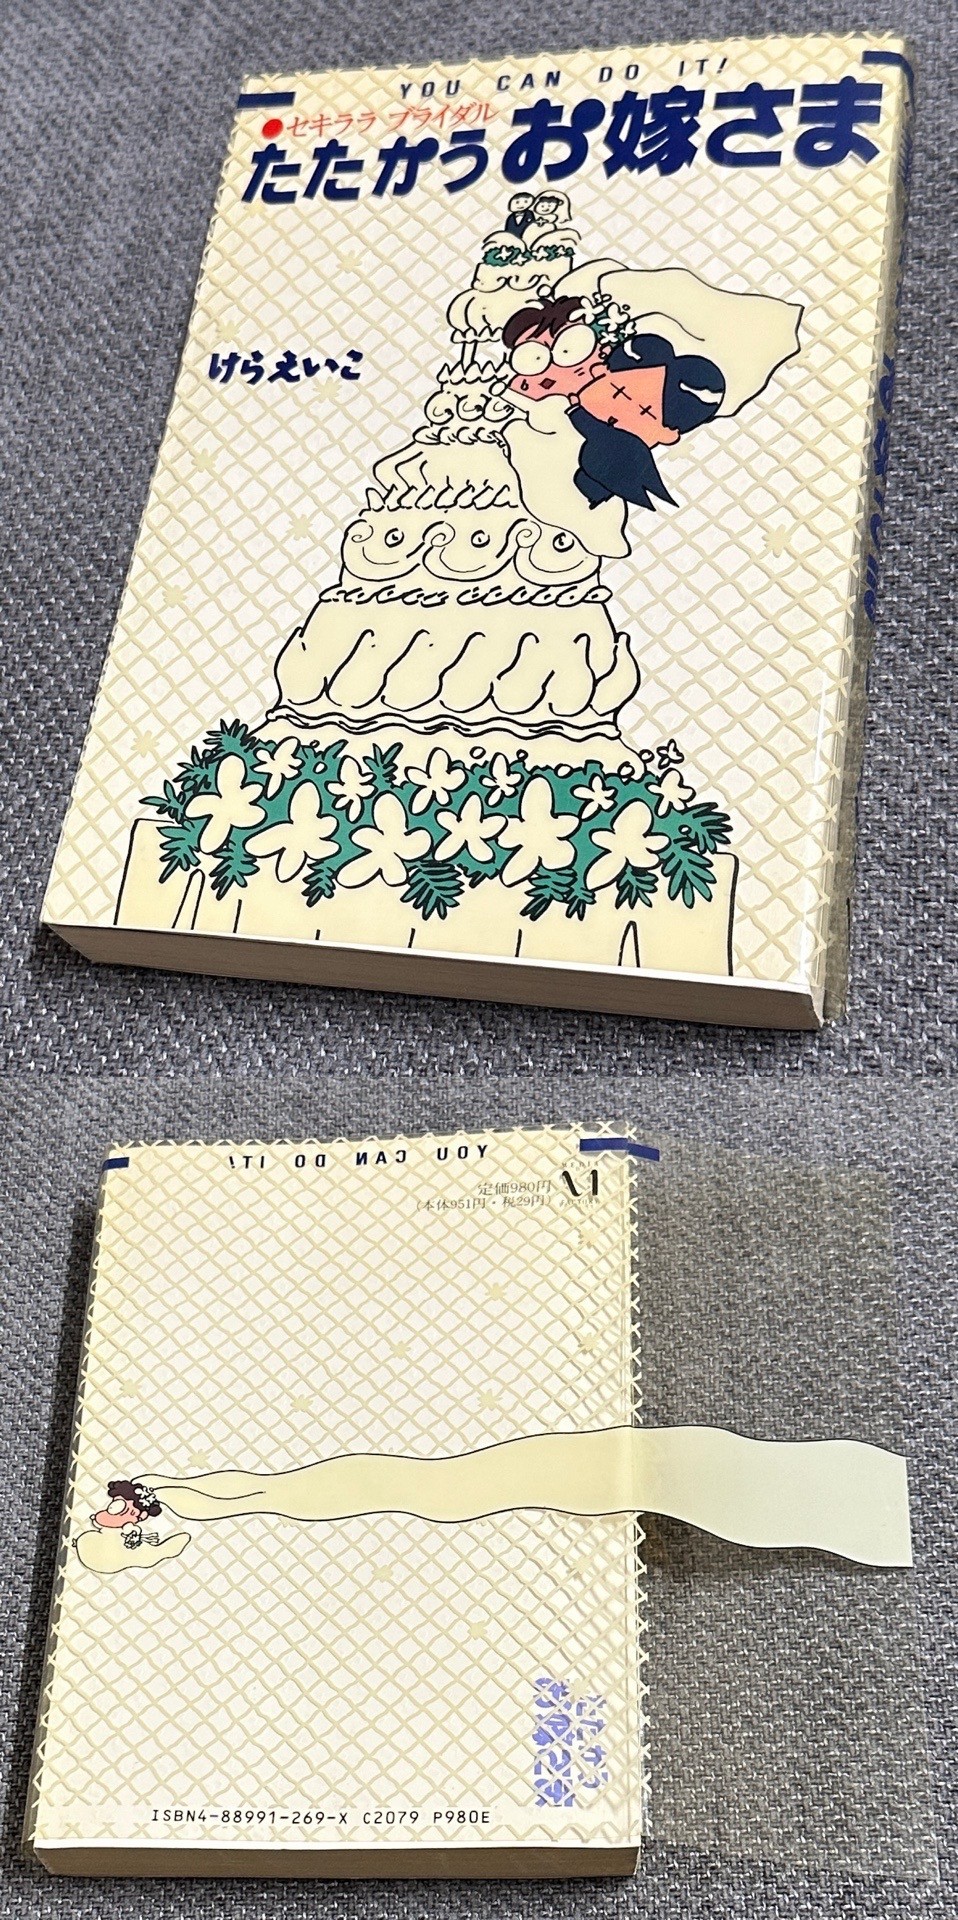 YOU CAN DO IT!
●セキララ ブライダル
たたかうお嫁さま
けらえいこ
YOU CAN DO IT!
定価980円
(本体951円・税29円)
ISBN4-88991-269-X C2079 P980E